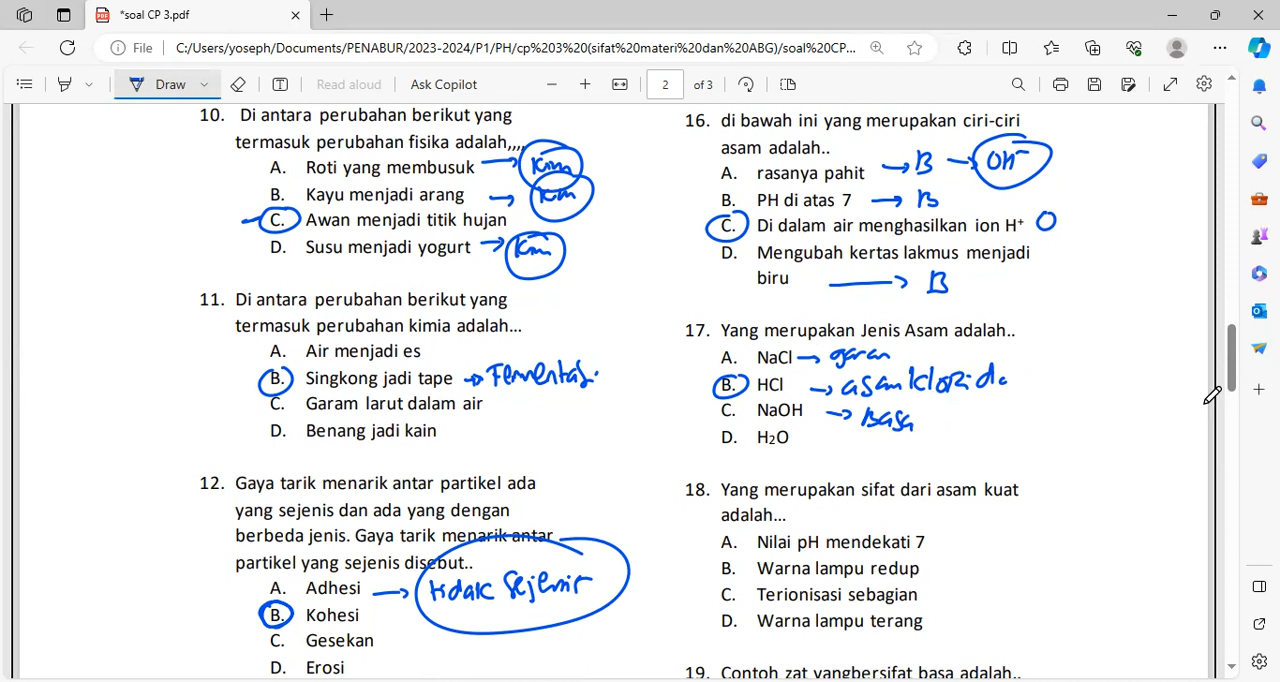 *soal CP 3.pdf
File
C:/Users/yoseph/Documents/PENABUR/2023-2024/P1/PH/cp%203%20(sifat%20materi%20dan%20ABG)/soal%20CP...
Draw
Read aloud
Ask Copilot
2
of 3
10. Di antara perubahan berikut yang
termasuk perubahan fisika adalah,,,,
A. Roti yang membusuk → Kim
B. Kayu menjadi arang → Kim
C. Awan menjadi titik hujan
D. Susu menjadi yogurt → Kim
11. Di antara perubahan berikut yang
termasuk perubahan kimia adalah...
A. Air menjadi es
B. Singkong jadi tape → Fermentasi
C. Garam larut dalam air
D. Benang jadi kain
12. Gaya tarik menarik antar partikel ada
yang sejenis dan ada yang dengan
berbeda jenis. Gaya tarik menarik antar
partikel yang sejenis disebut..
A. Adhesi → tidak sejenis
B. Kohesi
C. Gesekan
D. Erosi
16. di bawah ini yang merupakan ciri-ciri
asam adalah..
A. rasanya pahit → B → OH⁻
B. PH di atas 7 → B
C. Di dalam air menghasilkan ion H⁺
D. Mengubah kertas lakmus menjadi
biru → B
17. Yang merupakan Jenis Asam adalah..
A. NaCl → garam
B. HCl → asam klorida
C. NaOH → Basa
D. H₂O
18. Yang merupakan sifat dari asam kuat
adalah...
A. Nilai pH mendekati 7
B. Warna lampu redup
C. Terionisasi sebagian
D. Warna lampu terang
19. Contoh zat yangbersifat basa adalah..